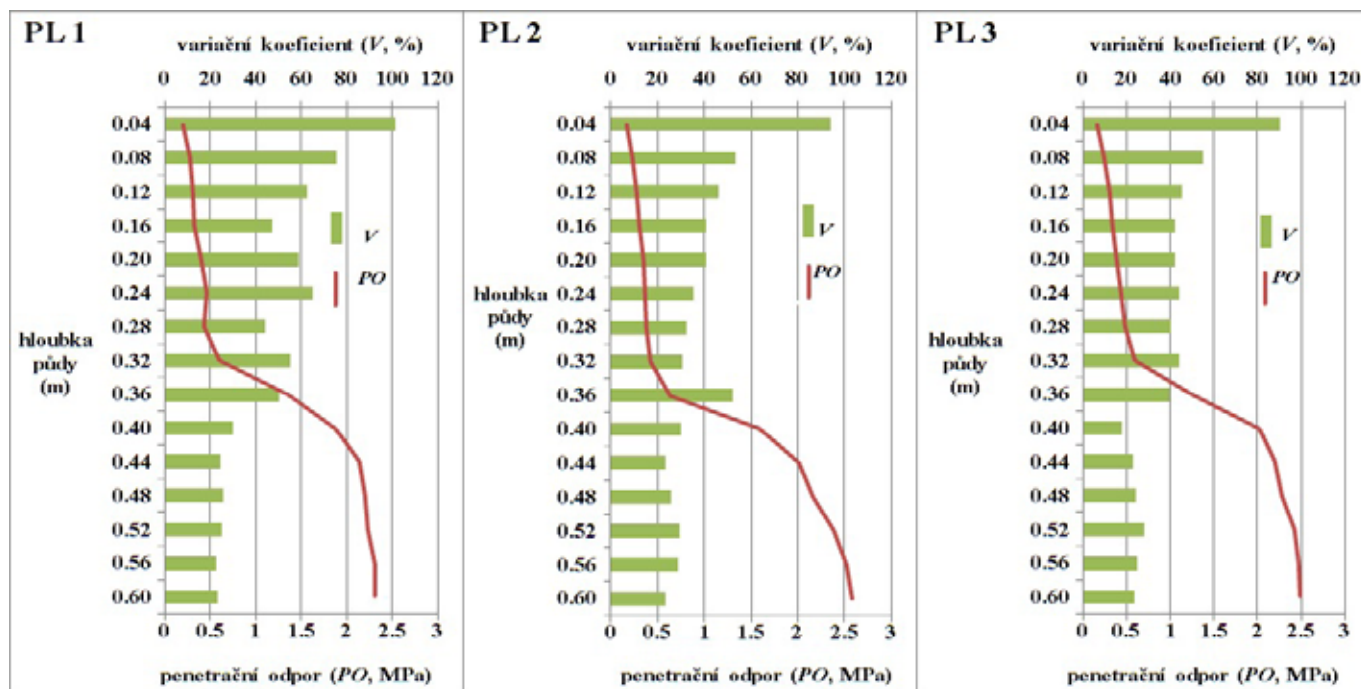 PL 1
variační koeficient (V, %)
0 20 40 60 80 100 120
0.04
0.08
0.12
0.16
0.20
0.24
0.28
0.32
0.36
0.40
0.44
0.48
0.52
0.56
0.60
hloubka
půdy
(m)
V
PO
0 0.5 1 1.5 2 2.5 3
penetrační odpor (PO, MPa)
PL 2
variační koeficient (V, %)
0 20 40 60 80 100 120
0.04
0.08
0.12
0.16
0.20
0.24
0.28
0.32
0.36
0.40
0.44
0.48
0.52
0.56
0.60
hloubka
půdy
(m)
V
PO
0 0.5 1 1.5 2 2.5 3
penetrační odpor (PO, MPa)
PL 3
variační koeficient (V, %)
0 20 40 60 80 100 120
0.04
0.08
0.12
0.16
0.20
0.24
0.28
0.32
0.36
0.40
0.44
0.48
0.52
0.56
0.60
hloubka
půdy
(m)
V
PO
0 0.5 1 1.5 2 2.5 3
penetrační odpor (PO, MPa)